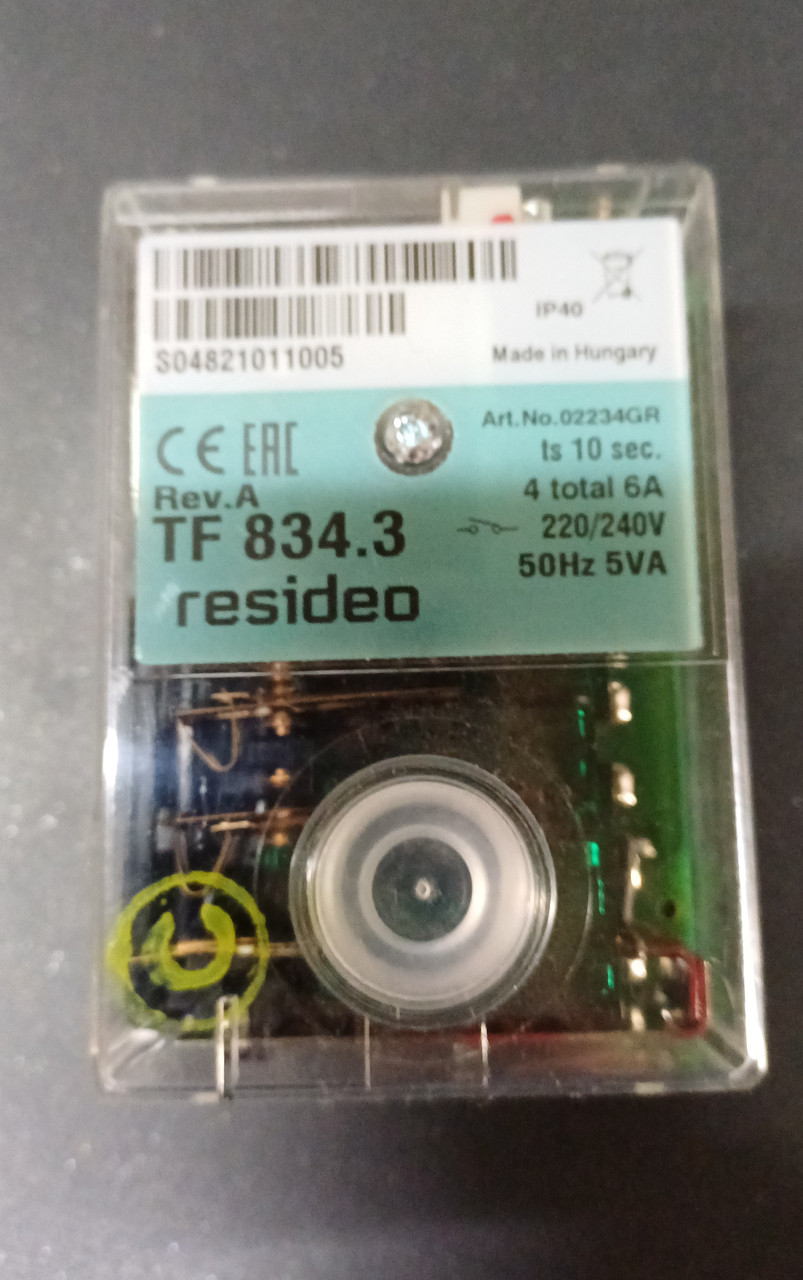 IP40
S04821011005
Made in Hungary
CE EAC
Art.No.02234GR
ts 10 sec.
Rev.A
4 total 6A
TF 834.3
220/240V
50Hz 5VA
resideo